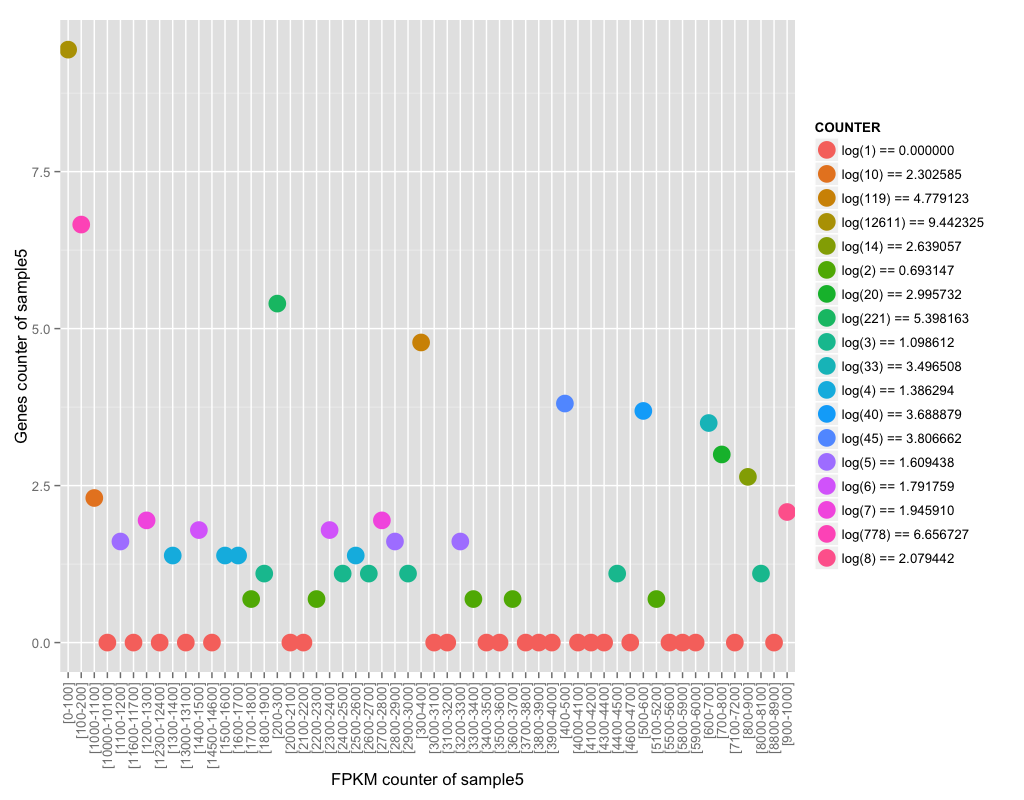 7.5
5.0
2.5
0.0
Genes counter of sample5
[0-100]
[100-200]
[1000-1100]
[10000-10100]
[1100-1200]
[11600-11700]
[1200-1300]
[12300-12400]
[1300-1400]
[13000-13100]
[1400-1500]
[14500-14600]
[1500-1600]
[1600-1700]
[1700-1800]
[1800-1900]
[200-300]
[2000-2100]
[2100-2200]
[2200-2300]
[2300-2400]
[2400-2500]
[2500-2600]
[2600-2700]
[2700-2800]
[2800-2900]
[2900-3000]
[300-400]
[3000-3100]
[3100-3200]
[3200-3300]
[3300-3400]
[3400-3500]
[3500-3600]
[3600-3700]
[3700-3800]
[3800-3900]
[3900-4000]
[400-500]
[4000-4100]
[4100-4200]
[4300-4400]
[4400-4500]
[4600-4700]
[500-600]
[5100-5200]
[5500-5600]
[5800-5900]
[5900-6000]
[600-700]
[700-800]
[7100-7200]
[800-900]
[8000-8100]
[8800-8900]
[900-1000]
FPKM counter of sample5
COUNTER
log(1) == 0.000000
log(10) == 2.302585
log(119) == 4.779123
log(12611) == 9.442325
log(14) == 2.639057
log(2) == 0.693147
log(20) == 2.995732
log(221) == 5.398163
log(3) == 1.098612
log(33) == 3.496508
log(4) == 1.386294
log(40) == 3.688879
log(45) == 3.806662
log(5) == 1.609438
log(6) == 1.791759
log(7) == 1.945910
log(778) == 6.656727
log(8) == 2.079442